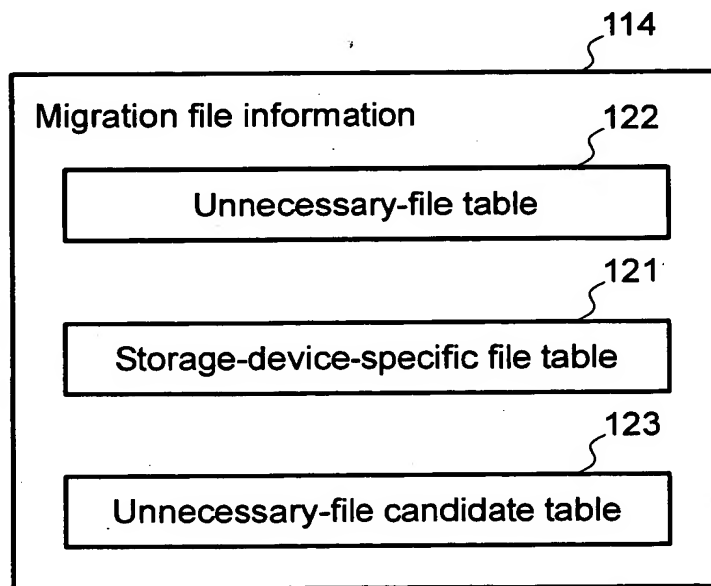 114
Migration file information
122
Unnecessary-file table
121
Storage-device-specific file table
123
Unnecessary-file candidate table